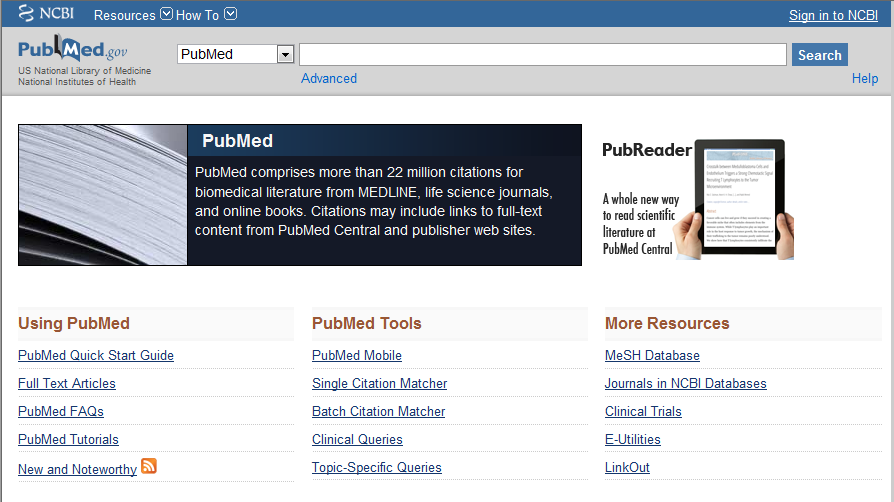 NCBI Resources How To Sign in to NCBI
PubMed.gov
US National Library of Medicine
National Institutes of Health
PubMed
Search
Advanced
Help
PubMed
PubMed comprises more than 22 million citations for
biomedical literature from MEDLINE, life science journals,
and online books. Citations may include links to full-text
content from PubMed Central and publisher web sites.
PubReader
A whole new way
to read scientific
literature at
PubMed Central
Using PubMed
PubMed Quick Start Guide
Full Text Articles
PubMed FAQs
PubMed Tutorials
New and Noteworthy
PubMed Tools
PubMed Mobile
Single Citation Matcher
Batch Citation Matcher
Clinical Queries
Topic-Specific Queries
More Resources
MeSH Database
Journals in NCBI Databases
Clinical Trials
E-Utilities
LinkOut